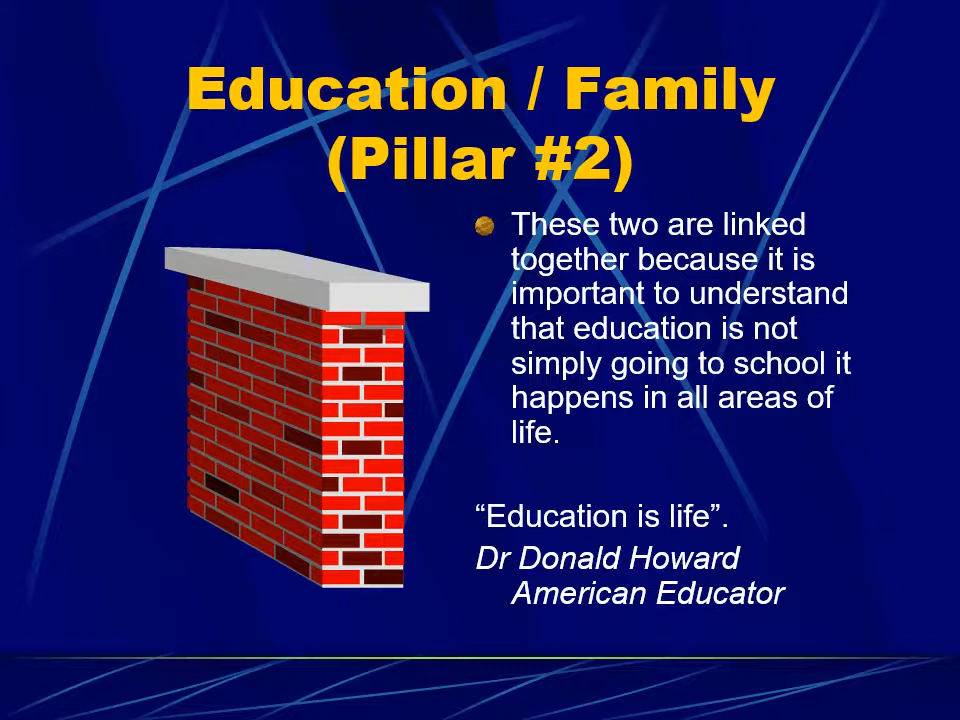 Education / Family
(Pillar #2)
These two are linked
together because it is
important to understand
that education is not
simply going to school it
happens in all areas of
life.
“Education is life”.
Dr Donald Howard
American Educator